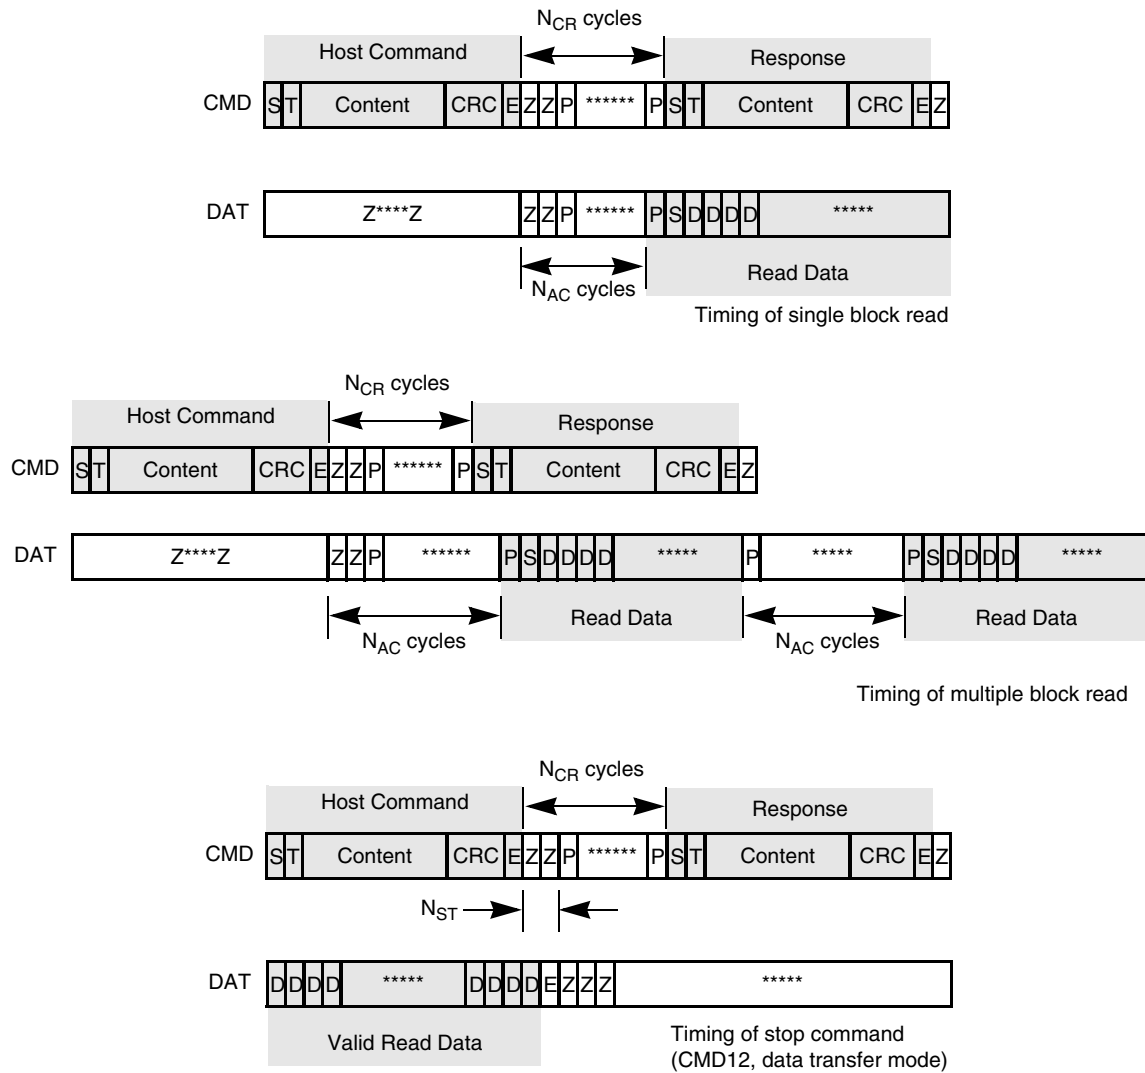 N_CR cycles
Host Command Response
CMD S T Content CRC E Z Z P ****** P S T Content CRC E Z
DAT Z****Z Z Z P ****** P S D D D D *****
N_AC cycles Read Data
Timing of single block read
N_CR cycles
Host Command Response
CMD S T Content CRC E Z Z P ****** P S T Content CRC E Z
DAT Z****Z Z Z P ****** P S D D D D ***** P ***** P S D D D D *****
N_AC cycles Read Data N_AC cycles Read Data
Timing of multiple block read
N_CR cycles
Host Command Response
CMD S T Content CRC E Z Z P ****** P S T Content CRC E Z
N_ST
DAT D D D D ***** D D D D E Z Z Z *****
Valid Read Data Timing of stop command
(CMD12, data transfer mode)